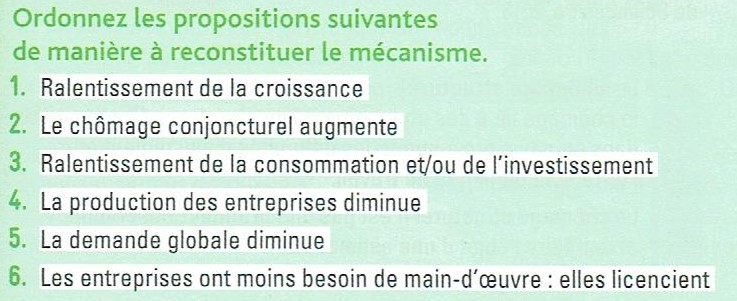 Ordonnez les propositions suivantes
de manière à reconstituer le mécanisme.
1. Ralentissement de la croissance
2. Le chômage conjoncturel augmente
3. Ralentissement de la consommation et/ou de l'investissement
4. La production des entreprises diminue
5. La demande globale diminue
6. Les entreprises ont moins besoin de main-d'œuvre : elles licencient